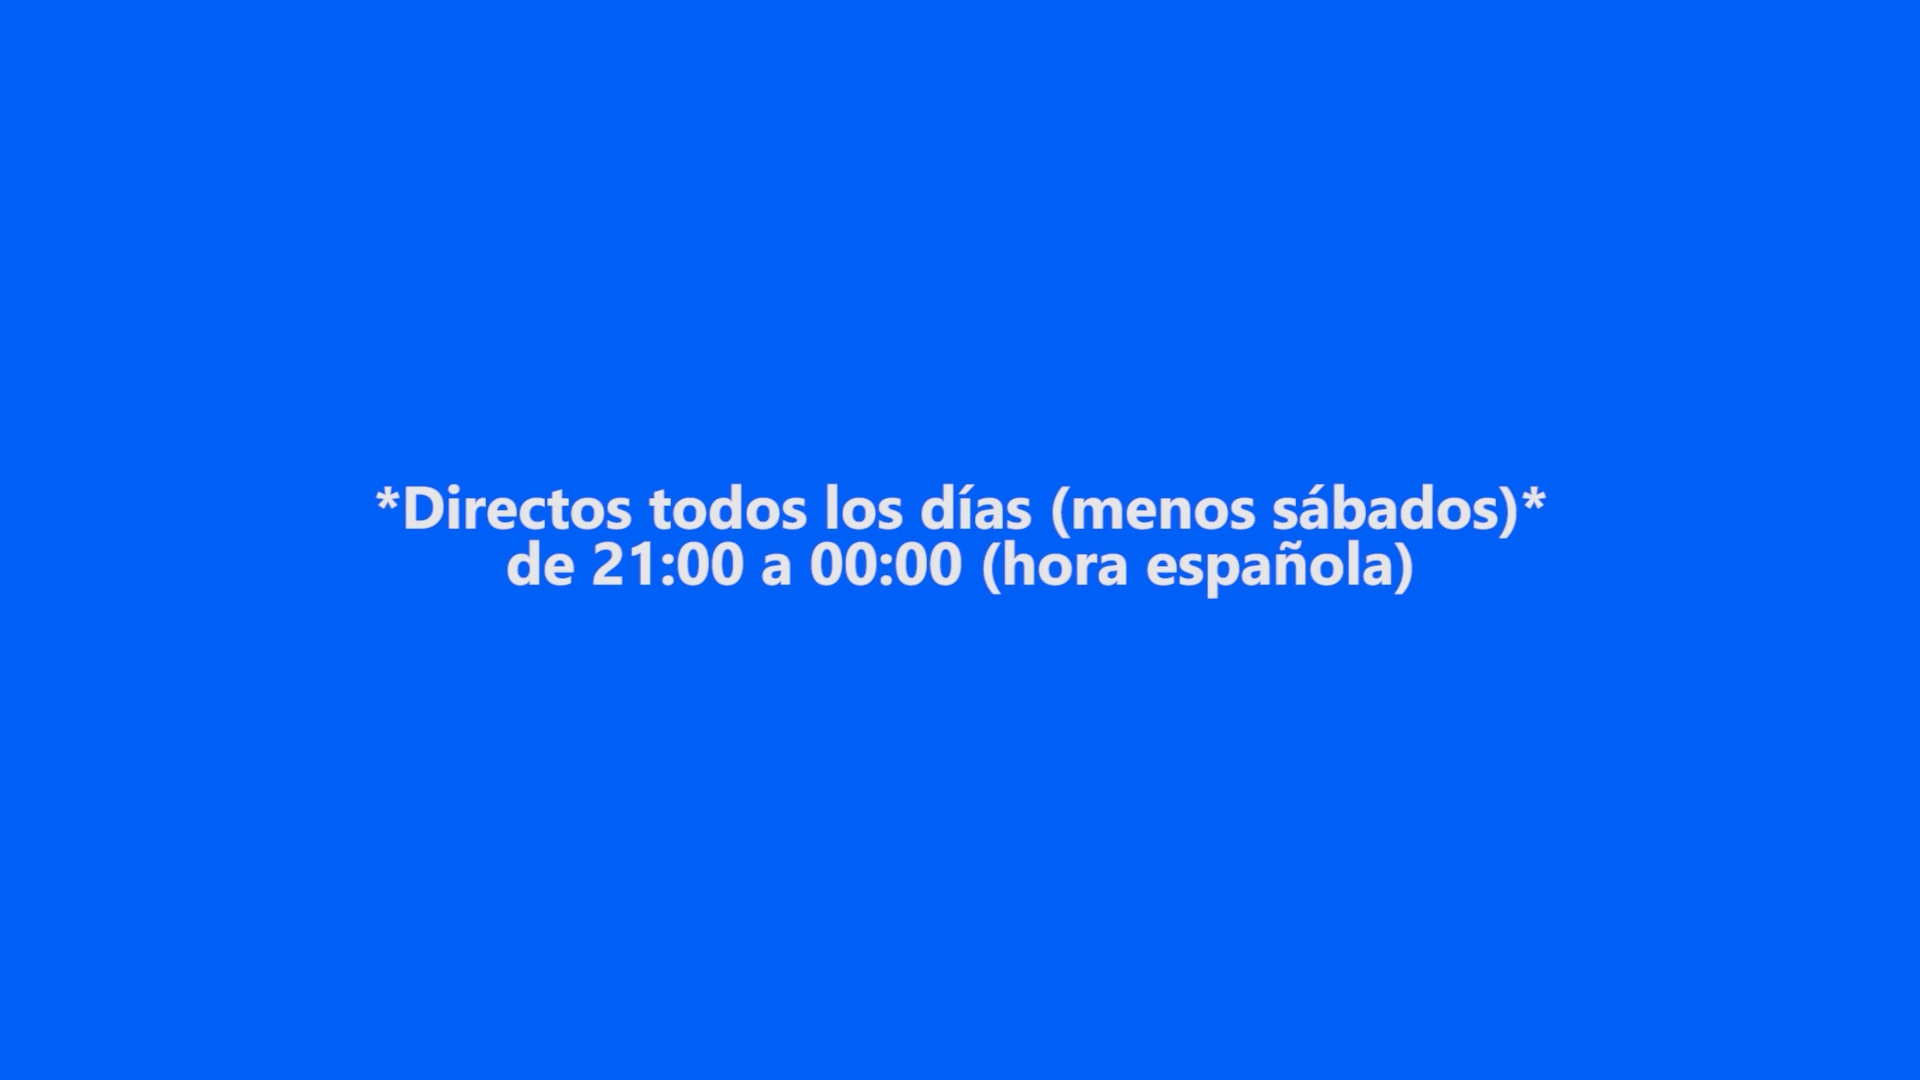 *Directos todos los días (menos sábados)*
de 21:00 a 00:00 (hora española)